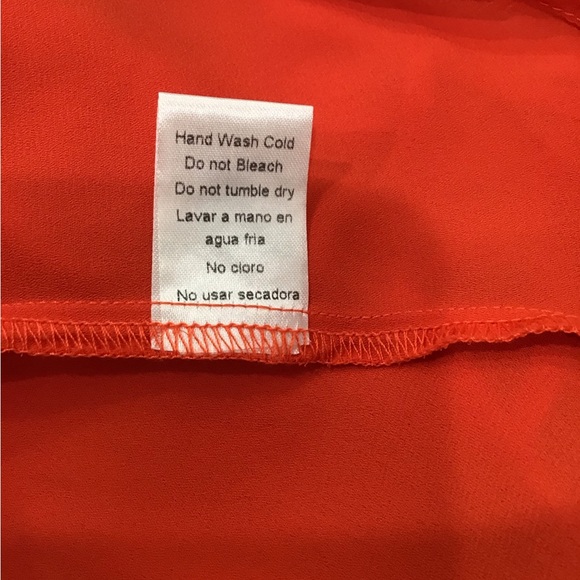 Hand Wash Cold
Do not Bleach
Do not tumble dry
Lavar a mano en
agua fria
No cloro
No usar secadora